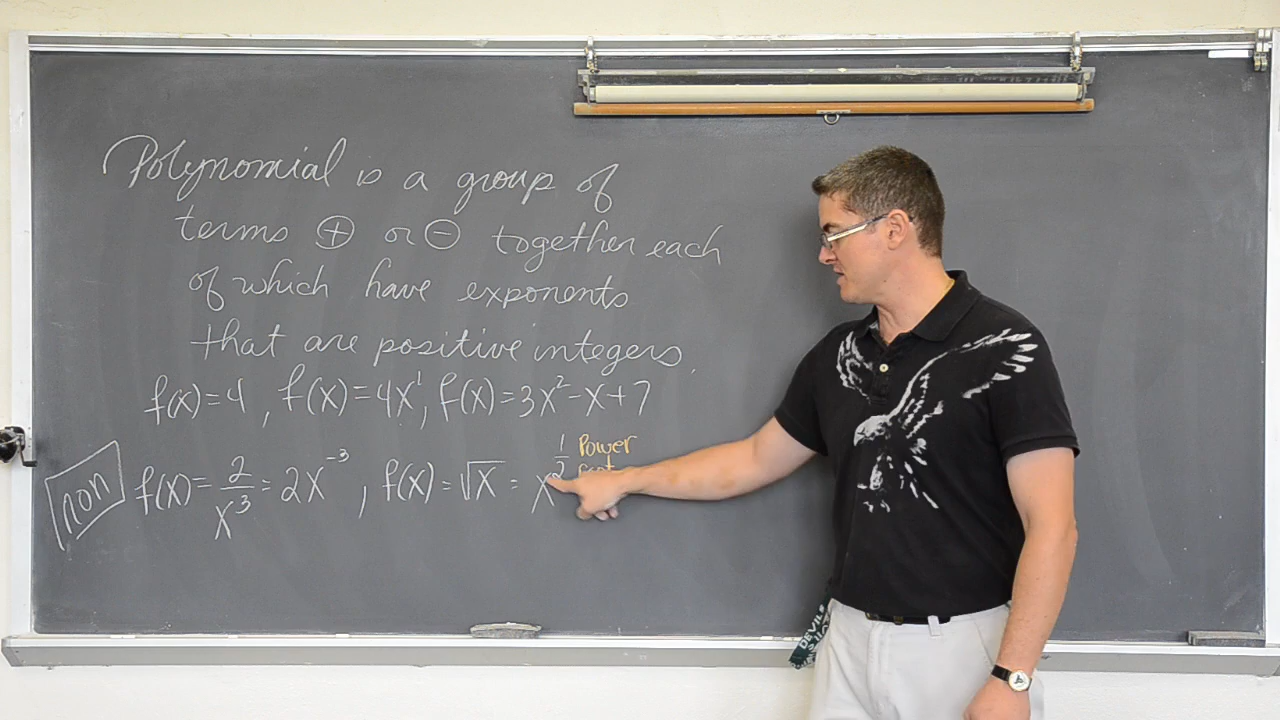 Polynomial is a group of
terms ⊕ or ⊖ together each
of which have exponents
that are positive integers.
f(x)=4, f(x)=4x¹, f(x)=3x²-x+7
non f(x)=2/x³=2x⁻³, f(x)=√x = x^1/2 Power
DEVILS